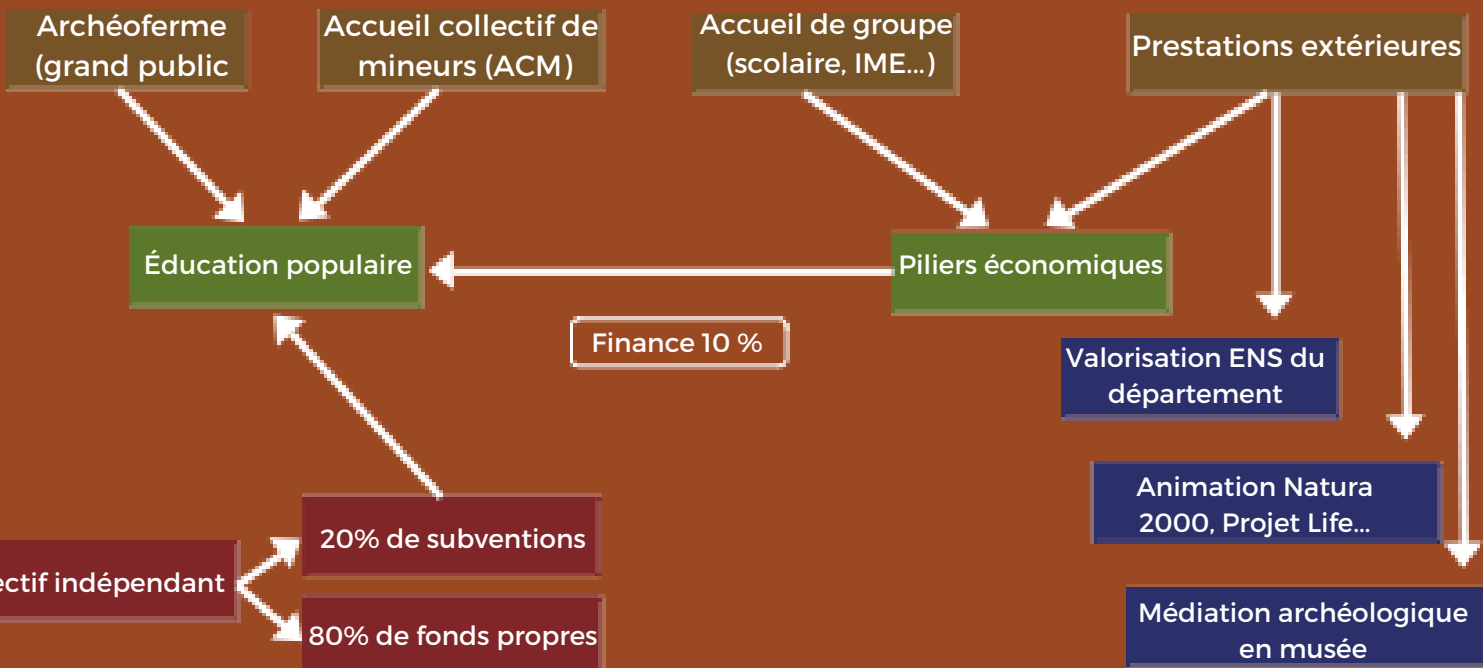 Archéoferme
(grand public
Accueil collectif de
mineurs (ACM)
Accueil de groupe
(scolaire, IME...)
Prestations extérieures
Éducation populaire
Piliers économiques
Finance 10 %
Valorisation ENS du
département
Animation Natura
2000, Projet Life...
20% de subventions
indépendant
80% de fonds propres
Médiation archéologique
en musée